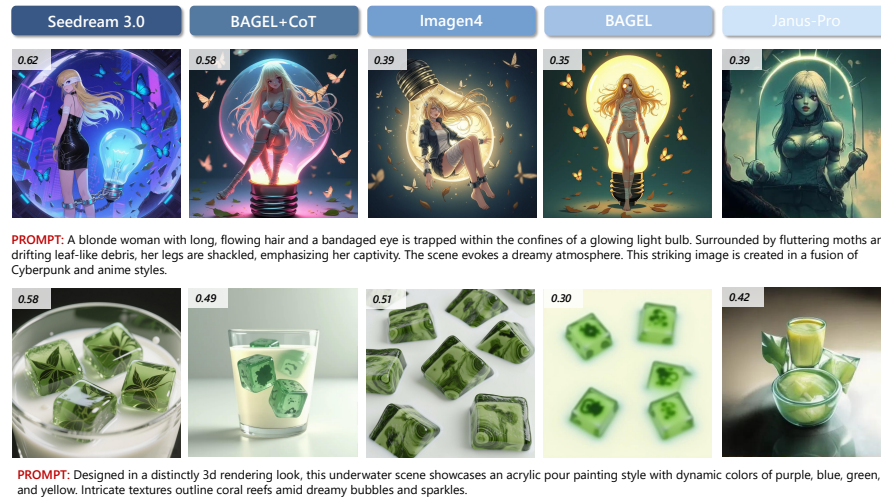 Seedream 3.0 BAGEL+CoT Imagen4 BAGEL Janus-Pro
0.62 0.58 0.39 0.35 0.39
PROMPT: A blonde woman with long, flowing hair and a bandaged eye is trapped within the confines of a glowing light bulb. Surrounded by fluttering moths
drifting leaf-like debris, her legs are shackled, emphasizing her captivity. The scene evokes a dreamy atmosphere. This striking image is created in a fusion of
Cyberpunk and anime styles.
0.58 0.49 0.51 0.30 0.42
PROMPT: Designed in a distinctly 3d rendering look, this underwater scene showcases an acrylic pour painting style with dynamic colors of purple, blue, green,
and yellow. Intricate textures outline coral reefs amid dreamy bubbles and sparkles.